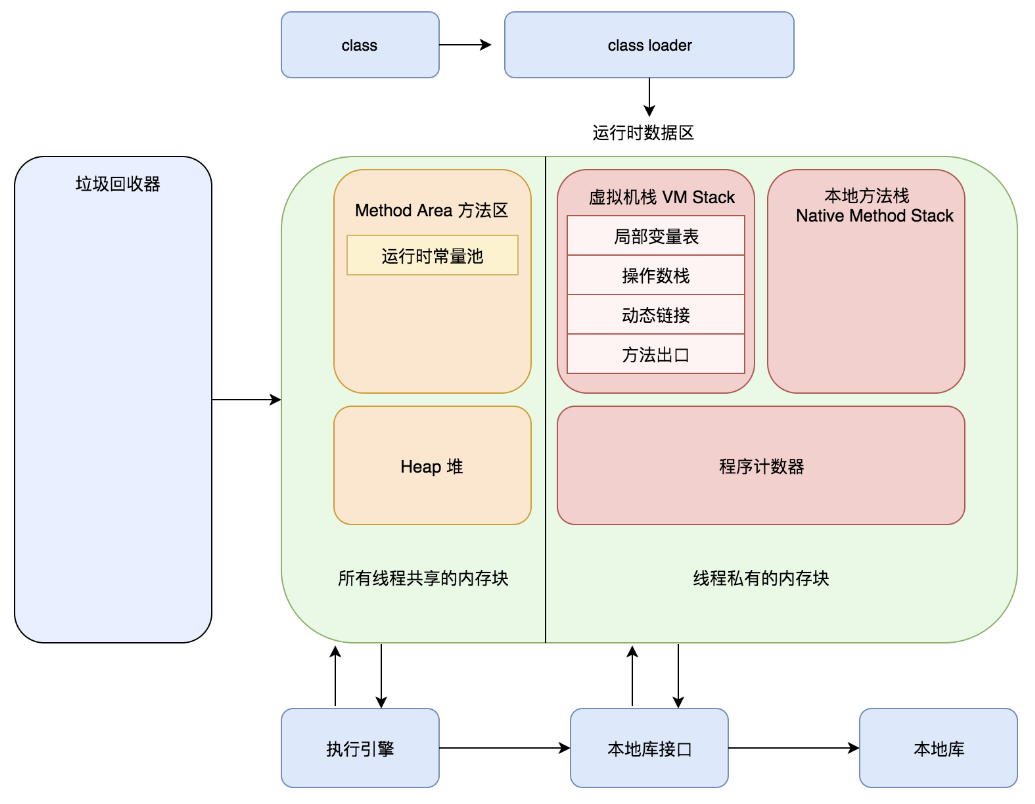 class
class loader
运行时数据区
垃圾回收器
Method Area 方法区
运行时常量池
Heap 堆
所有线程共享的内存块
虚拟机栈 VM Stack
局部变量表
操作数栈
动态链接
方法出口
本地方法栈
Native Method Stack
程序计数器
线程私有的内存块
执行引擎
本地库接口
本地库